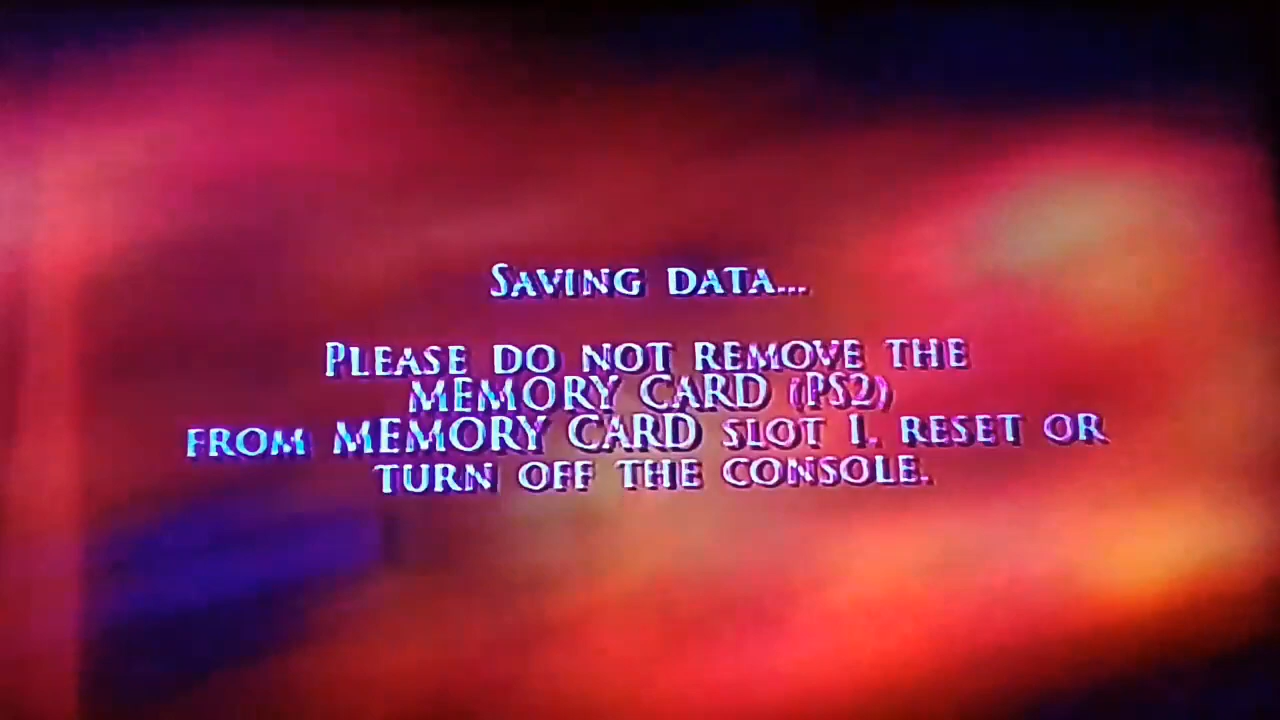 Saving data...
Please do not remove the
MEMORY CARD (PS2)
from MEMORY CARD slot 1, reset or
turn off the console.